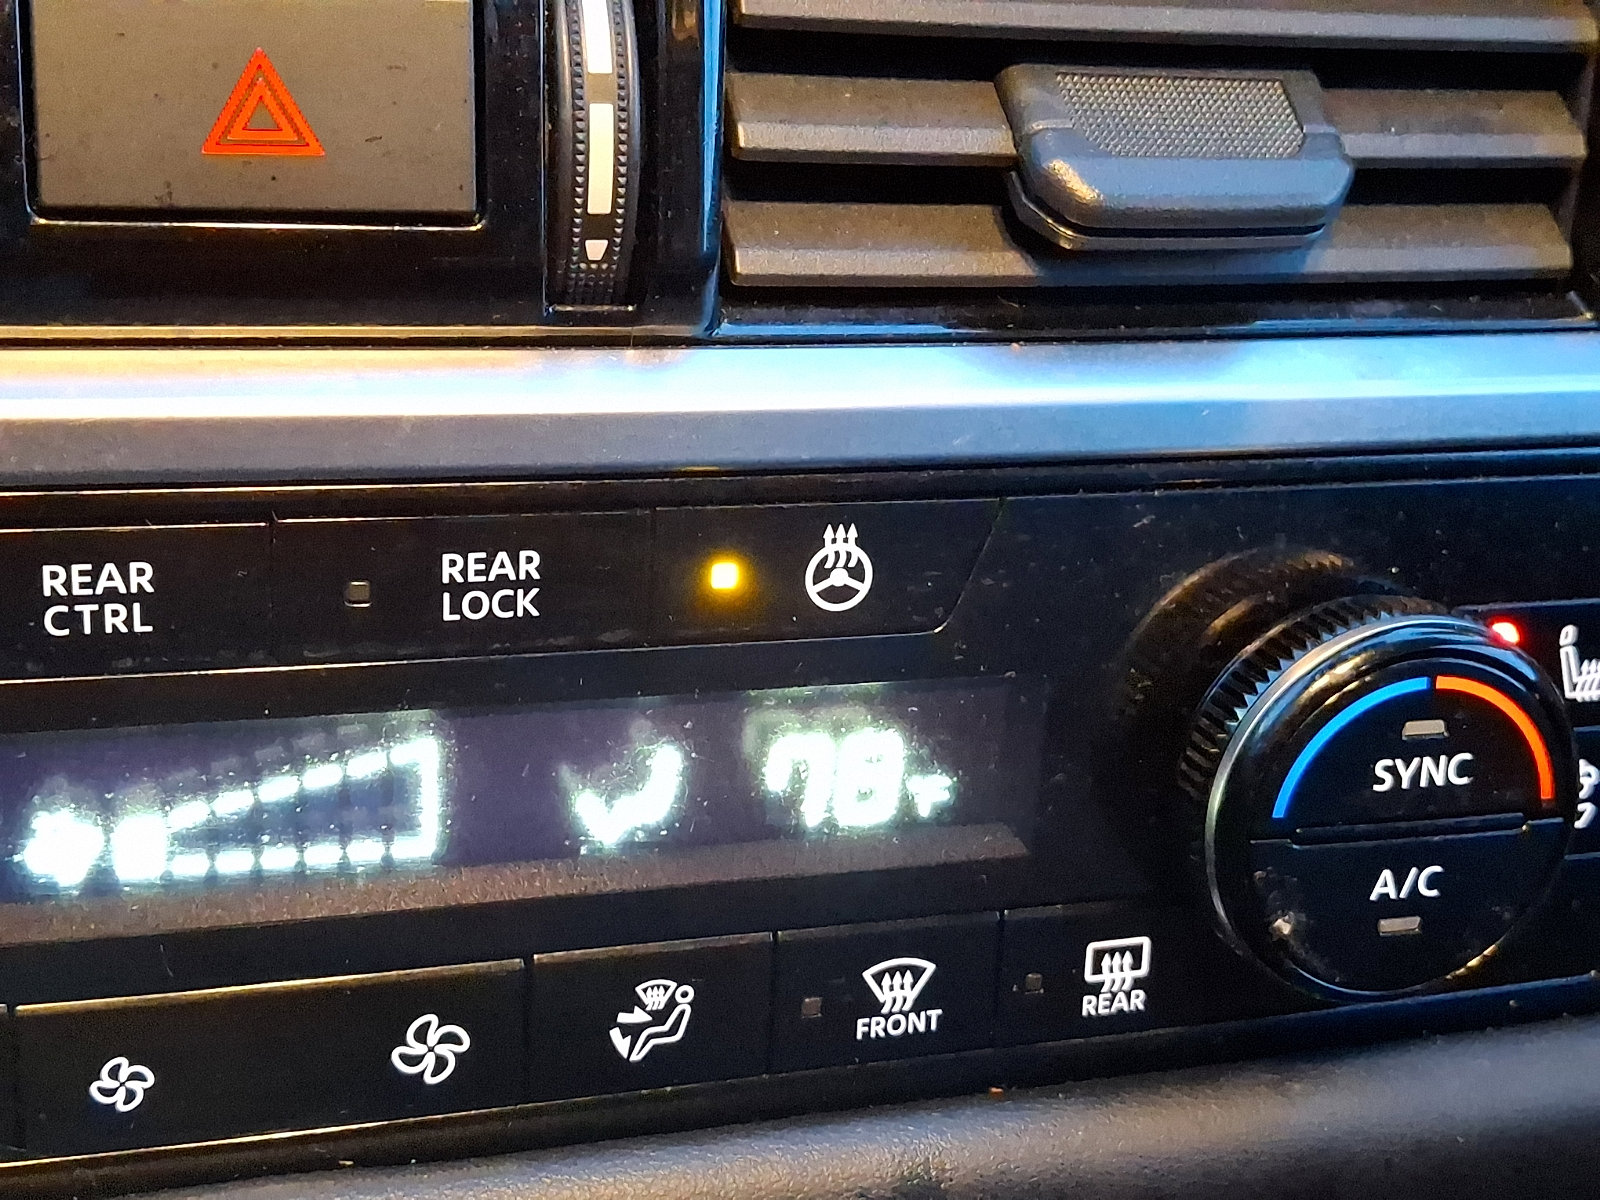 REAR
CTRL
REAR
LOCK
78°F
SYNC
A/C
FRONT
REAR